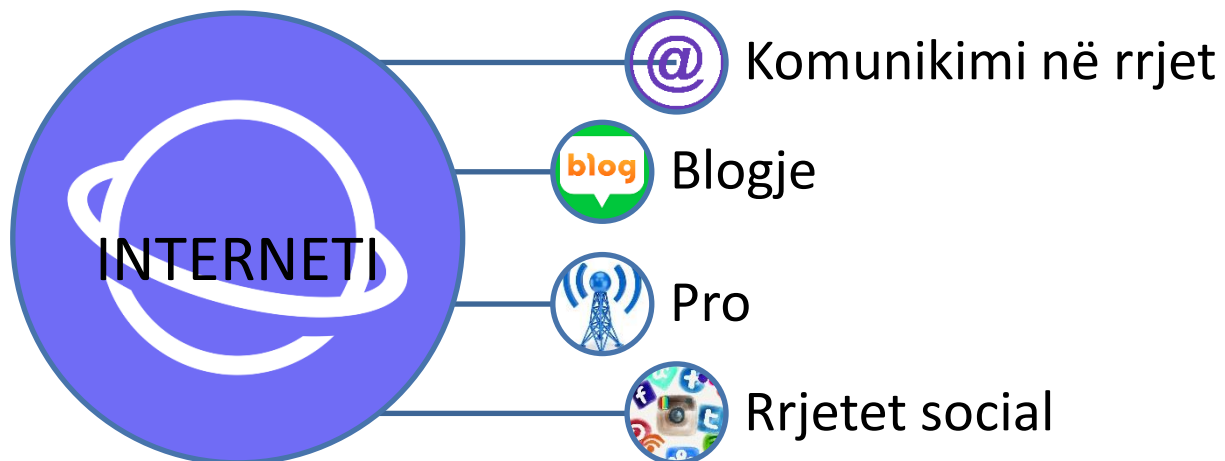 INTERNETI
@ Komunikimi në rrjet
blog Blogje
Pro
Rrjetet social